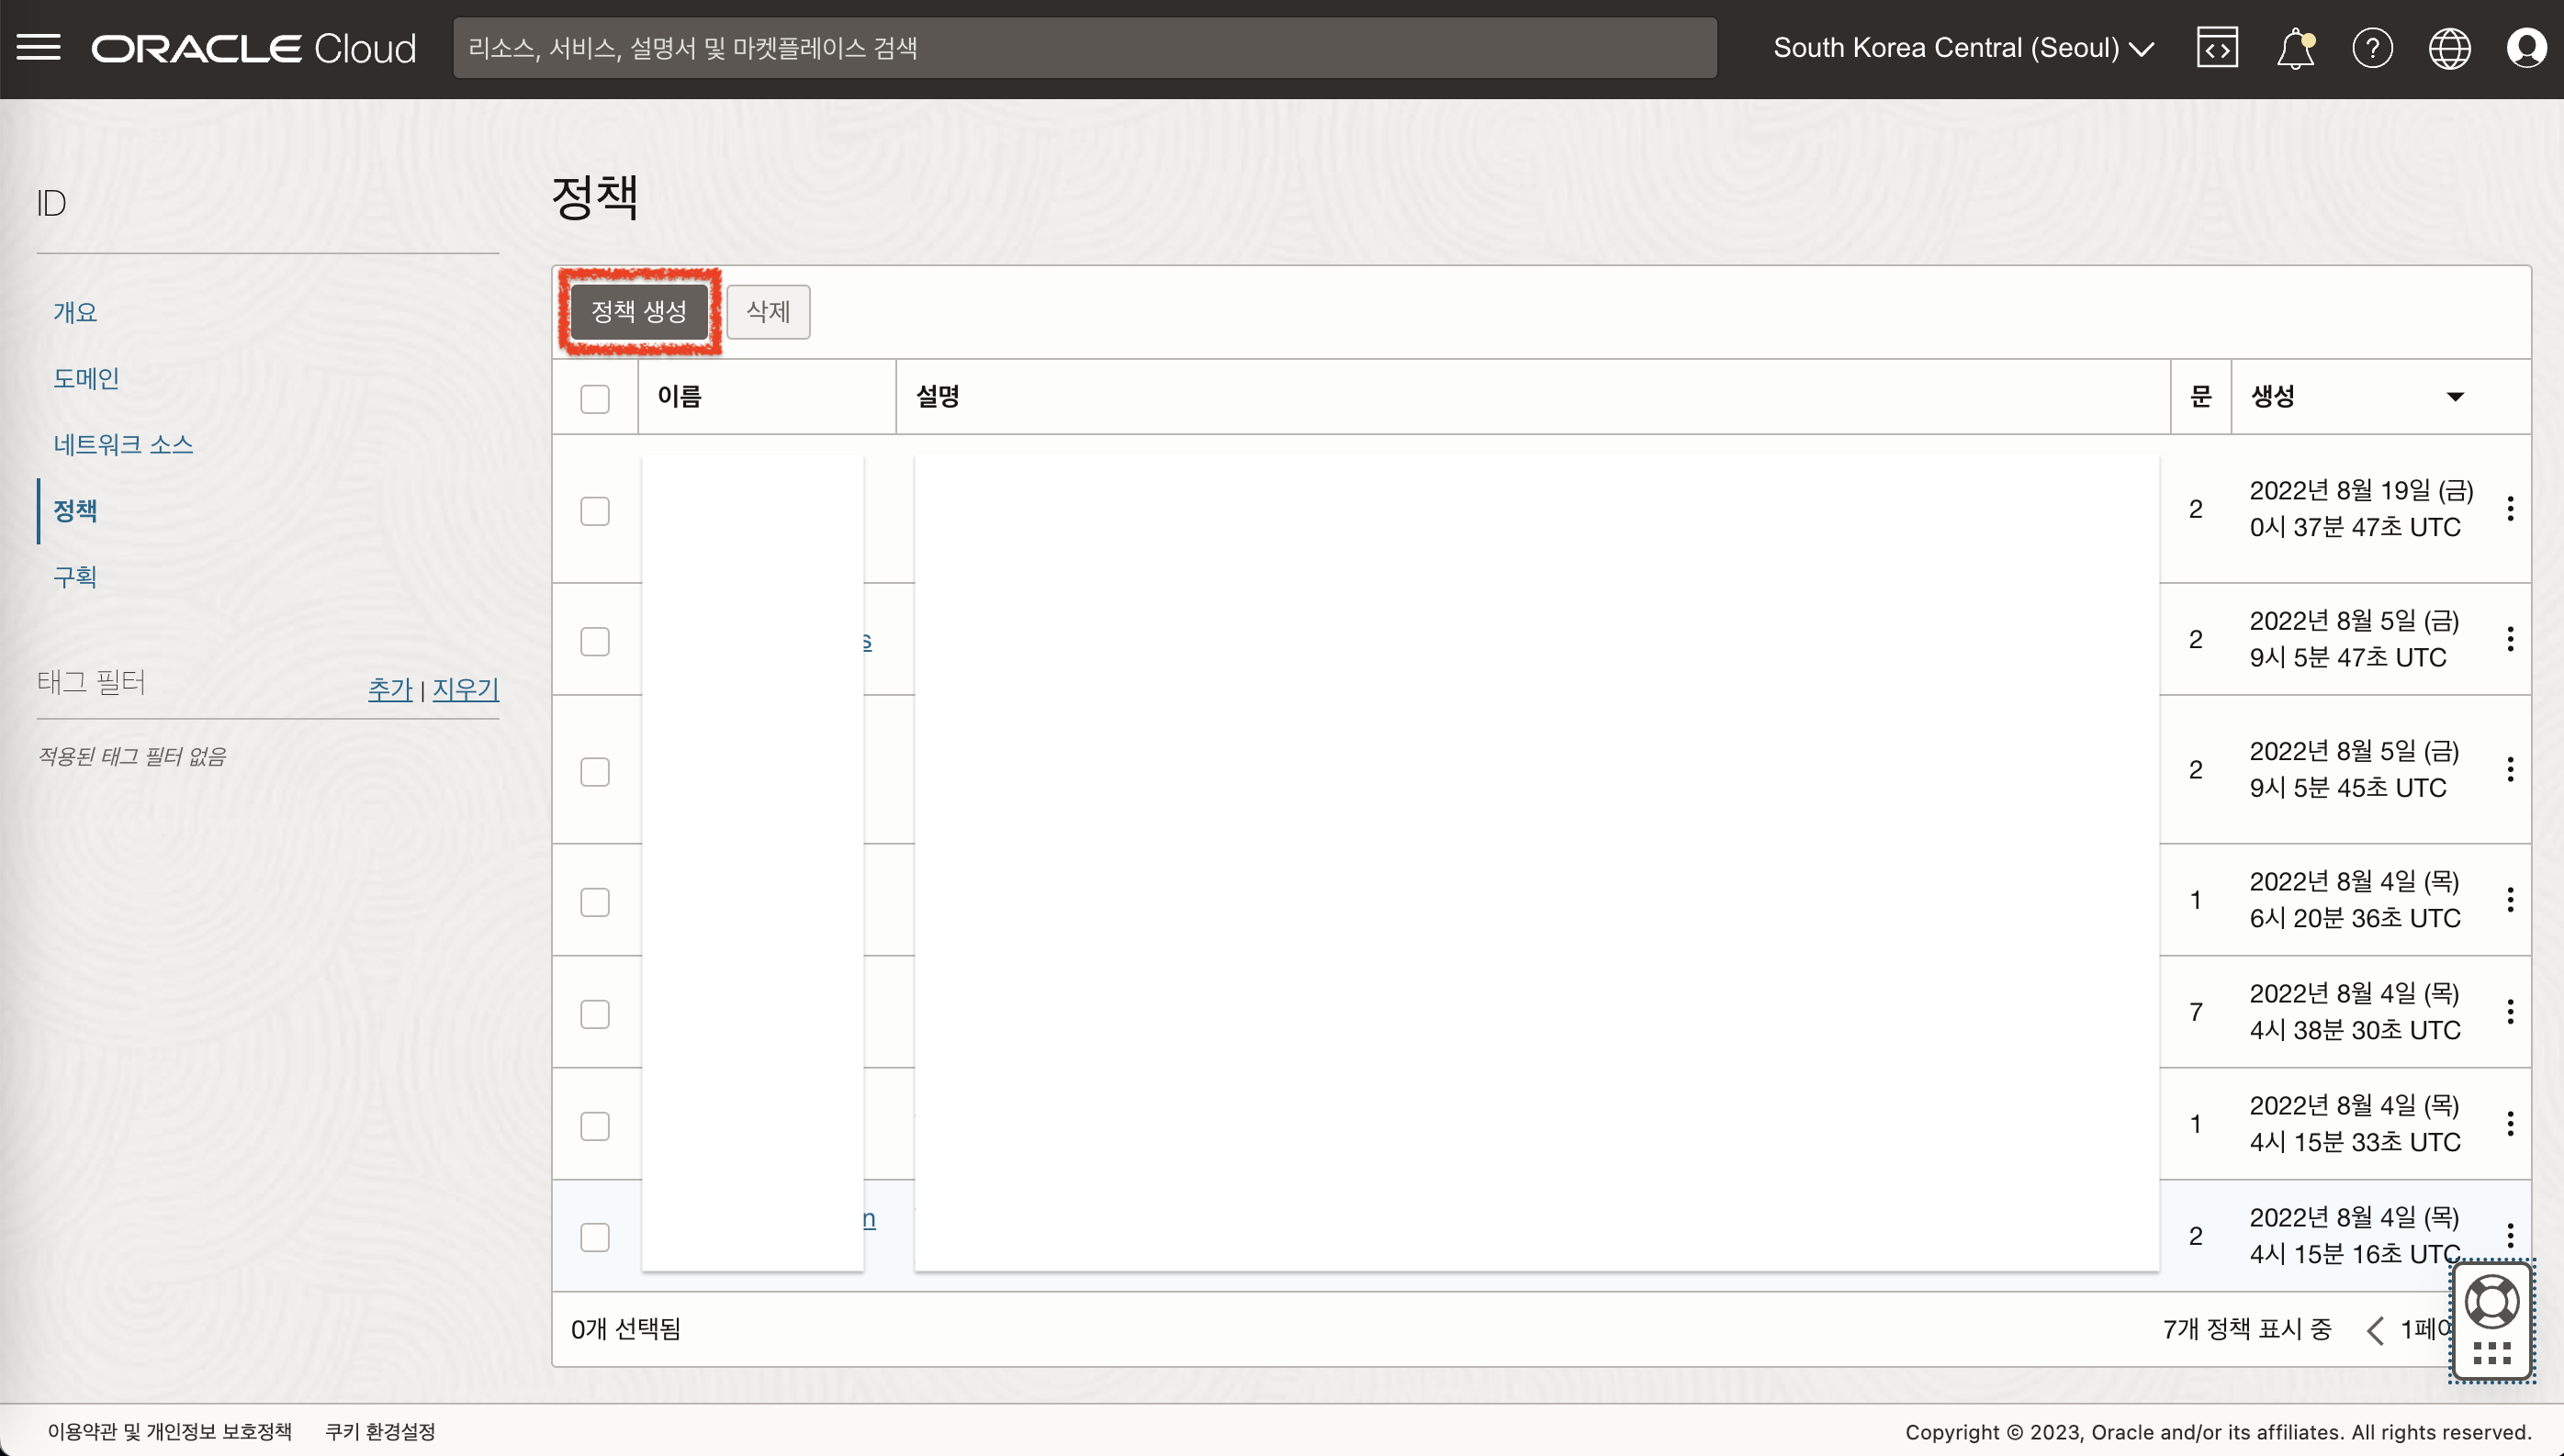 ORACLE Cloud
리소스, 서비스, 설명서 및 마켓플레이스 검색
South Korea Central (Seoul)
ID
개요
도메인
네트워크 소스
정책
구획
태그 필터
추가 | 지우기
적용된 태그 필터 없음
정책
정책 생성
삭제
이름
설명
문
생성
2
2022년 8월 19일 (금)
0시 37분 47초 UTC
s
2
2022년 8월 5일 (금)
9시 5분 47초 UTC
2
2022년 8월 5일 (금)
9시 5분 45초 UTC
1
2022년 8월 4일 (목)
6시 20분 36초 UTC
7
2022년 8월 4일 (목)
4시 38분 30초 UTC
1
2022년 8월 4일 (목)
4시 15분 33초 UTC
n
2
2022년 8월 4일 (목)
4시 15분 16초 UTC
0개 선택됨
7개 정책 표시 중
이용약관 및 개인정보 보호정책
쿠키 환경설정
Copyright © 2023, Oracle and/or its affiliates. All rights reserved.